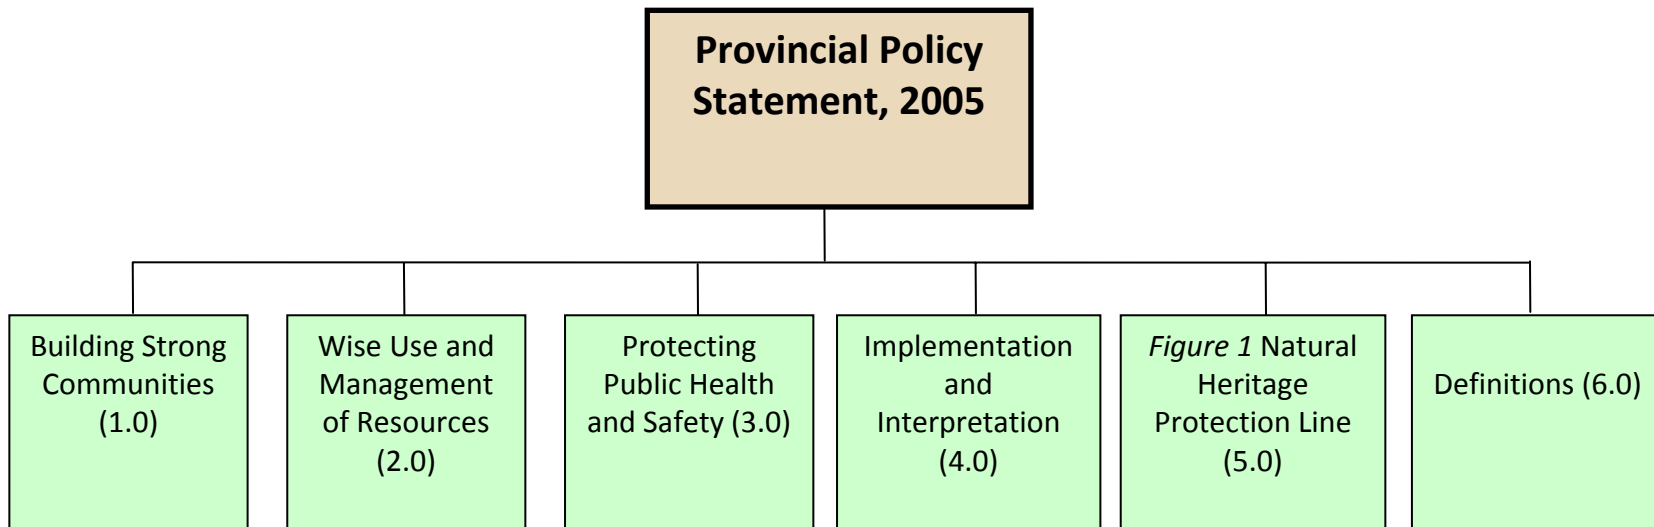 Provincial Policy
Statement, 2005
Building Strong
Communities
(1.0)
Wise Use and
Management
of Resources
(2.0)
Protecting
Public Health
and Safety (3.0)
Implementation
and
Interpretation
(4.0)
Figure 1 Natural
Heritage
Protection Line
(5.0)
Definitions (6.0)